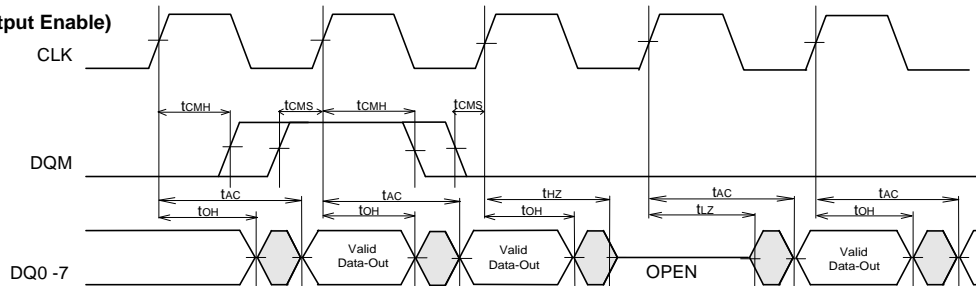 tput Enable)
CLK
tCMH tCMS tCMH tCMS
DQM
tAC tAC tHZ tAC tAC
tOH tOH tOH tLZ tOH
DQ0 -7
Valid Data-Out
Valid Data-Out
OPEN
Valid Data-Out